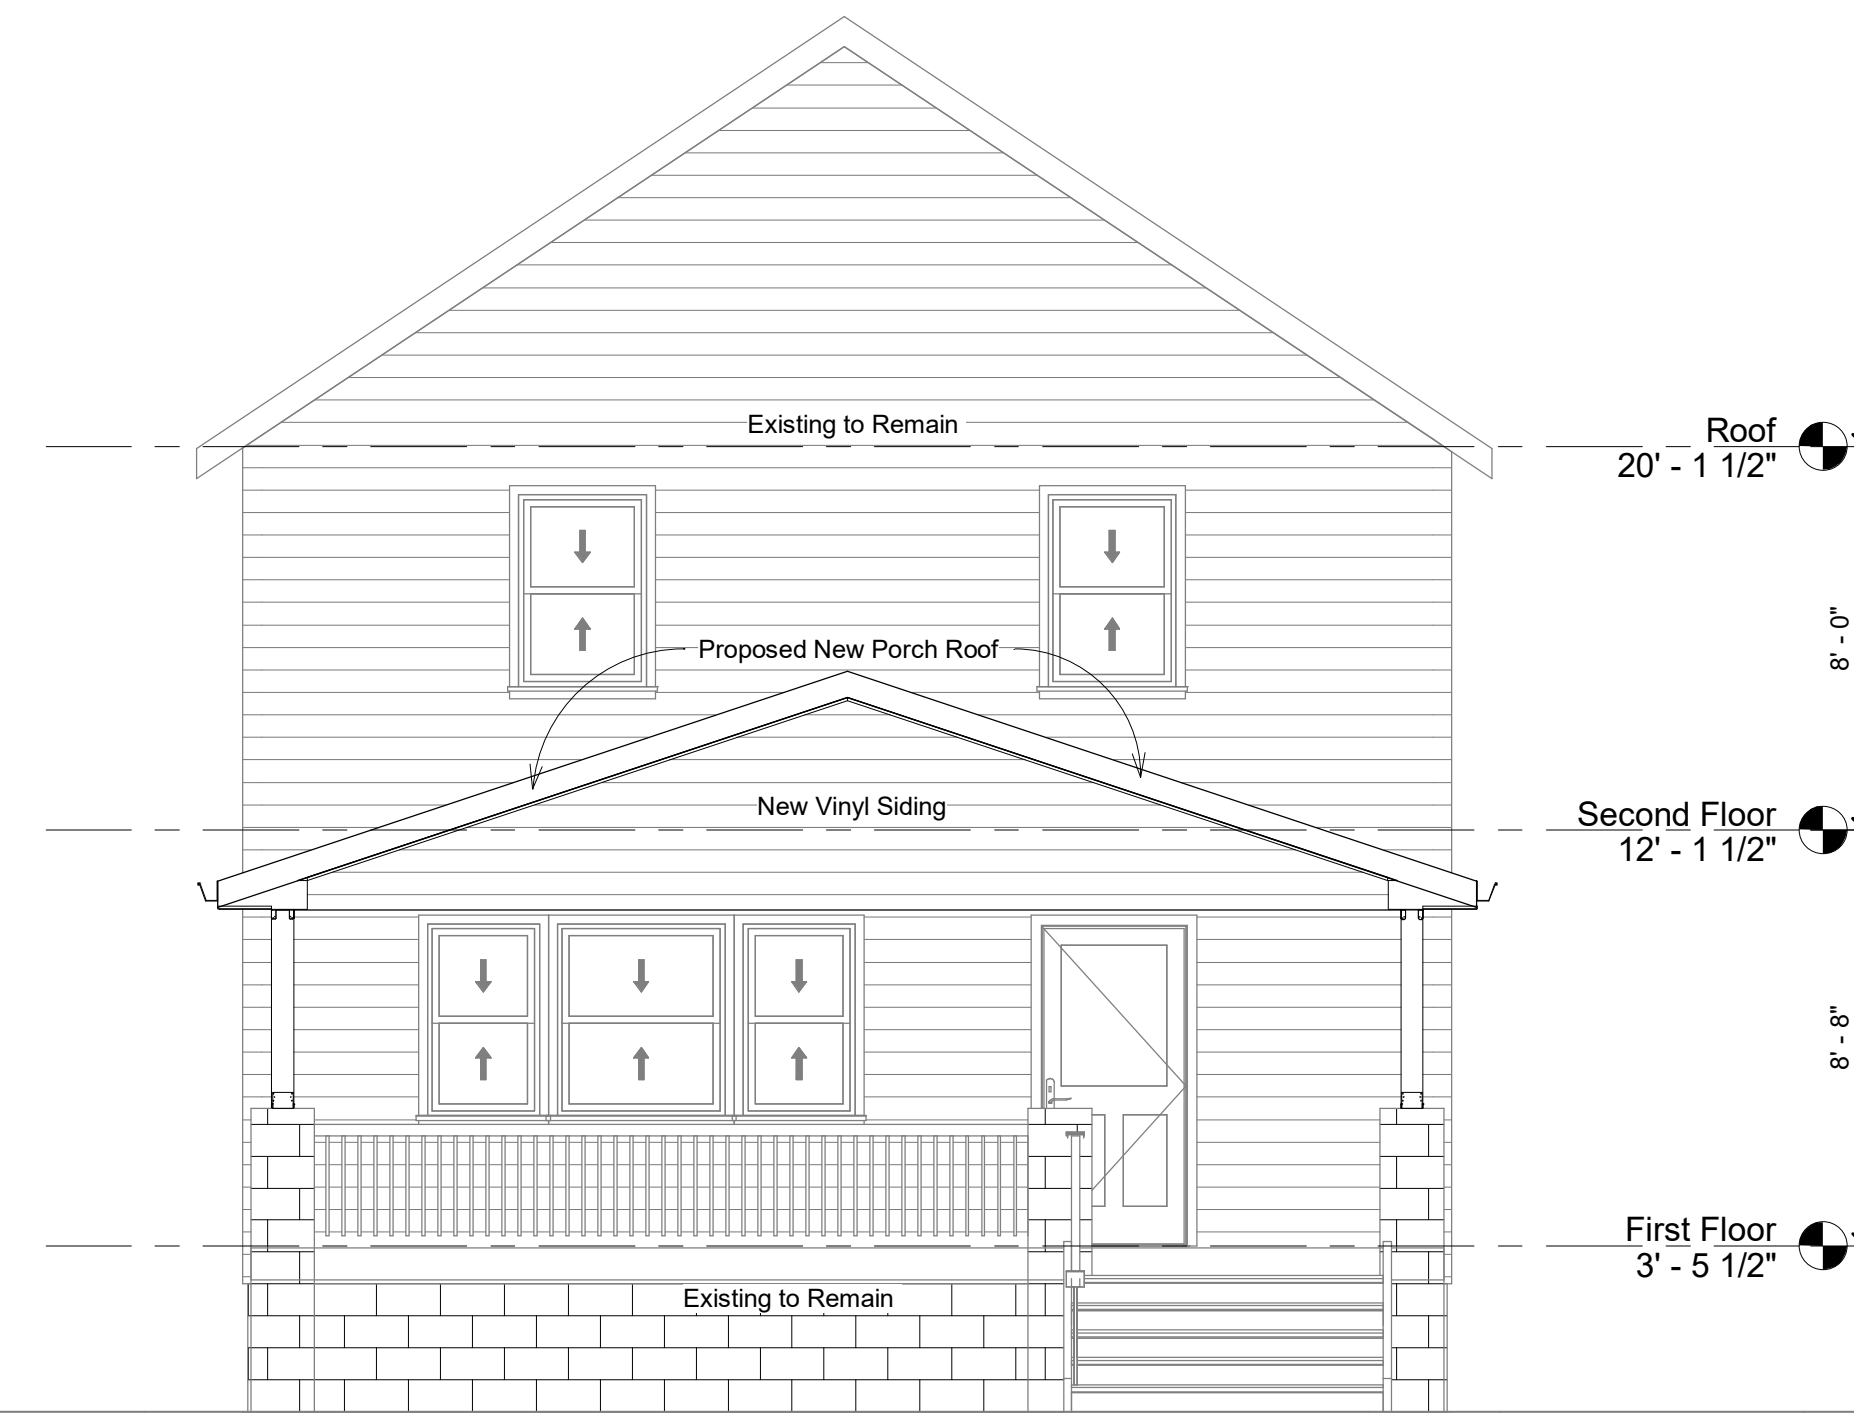 Existing to Remain
Roof
20' - 1 1/2"
8' - 0"
Proposed New Porch Roof
New Vinyl Siding
Second Floor
12' - 1 1/2"
8' - 8"
First Floor
3' - 5 1/2"
Existing to Remain